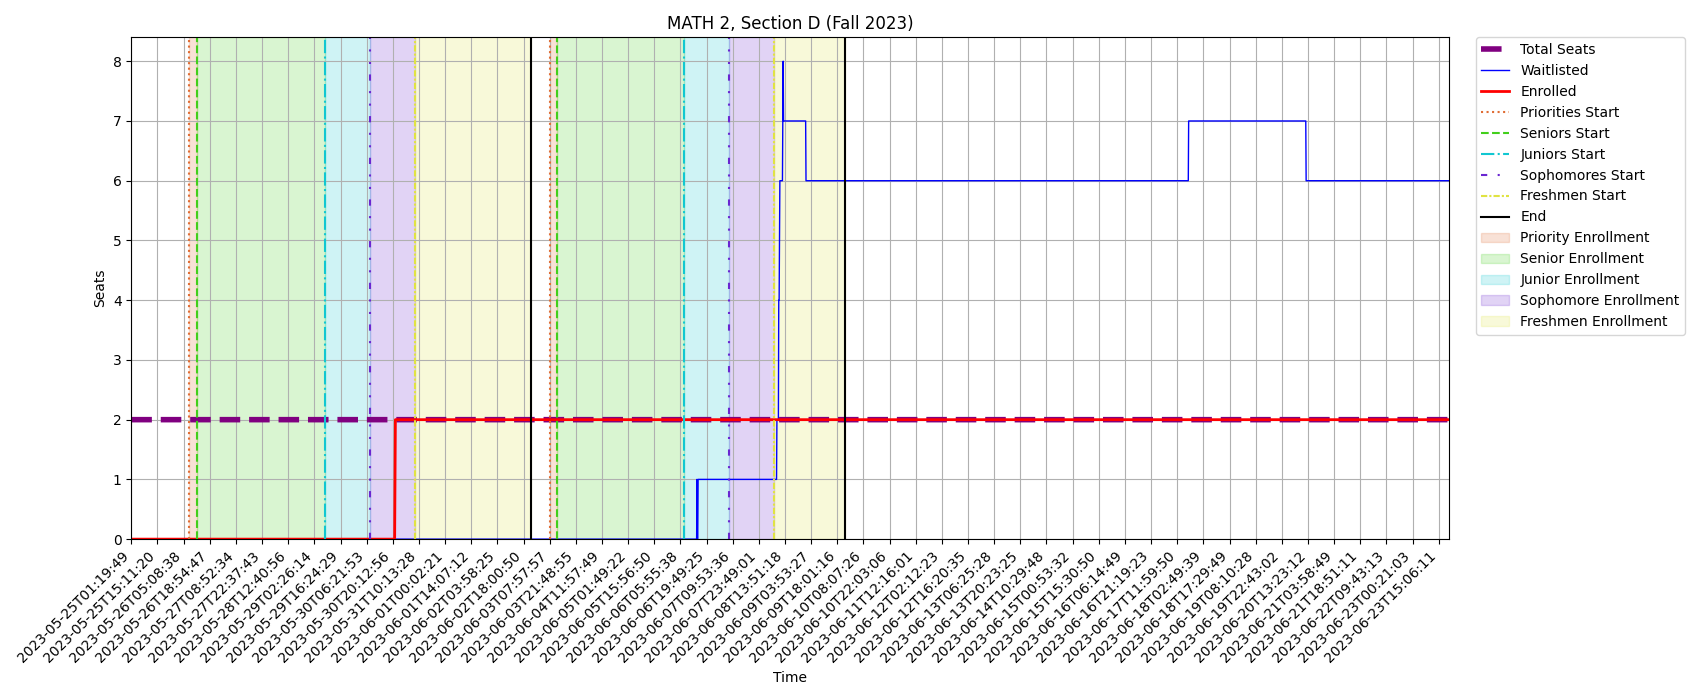 MATH 2, Section D (Fall 2023)
8
7
6
5
4
3
2
1
0
Seats
2023-05-25T01:19:49
2023-05-25T15:11:20
2023-05-26T05:08:38
2023-05-26T18:54:47
2023-05-27T08:52:34
2023-05-27T22:37:43
2023-05-28T12:40:56
2023-05-29T02:26:14
2023-05-29T16:24:29
2023-05-30T06:21:53
2023-05-30T20:12:56
2023-05-31T10:13:28
2023-06-01T00:02:21
2023-06-01T14:07:12
2023-06-02T03:58:25
2023-06-02T18:00:50
2023-06-03T07:57:57
2023-06-03T21:48:55
2023-06-04T11:57:49
2023-06-05T01:49:22
2023-06-05T15:56:50
2023-06-06T05:55:38
2023-06-06T19:49:25
2023-06-07T09:53:36
2023-06-07T23:49:01
2023-06-08T13:51:18
2023-06-09T03:53:27
2023-06-09T18:01:16
2023-06-10T08:07:26
2023-06-10T22:03:06
2023-06-11T12:16:01
2023-06-12T02:12:23
2023-06-12T16:20:35
2023-06-13T06:25:28
2023-06-13T20:23:25
2023-06-14T10:29:48
2023-06-15T00:53:32
2023-06-15T15:30:50
2023-06-16T06:14:49
2023-06-16T21:19:23
2023-06-17T11:59:50
2023-06-18T02:49:39
2023-06-18T17:29:49
2023-06-19T08:10:28
2023-06-19T22:43:02
2023-06-20T13:23:12
2023-06-21T03:58:49
2023-06-21T18:51:11
2023-06-22T09:43:13
2023-06-23T00:21:03
2023-06-23T15:06:11
Time
Total Seats
Waitlisted
Enrolled
Priorities Start
Seniors Start
Juniors Start
Sophomores Start
Freshmen Start
End
Priority Enrollment
Senior Enrollment
Junior Enrollment
Sophomore Enrollment
Freshmen Enrollment